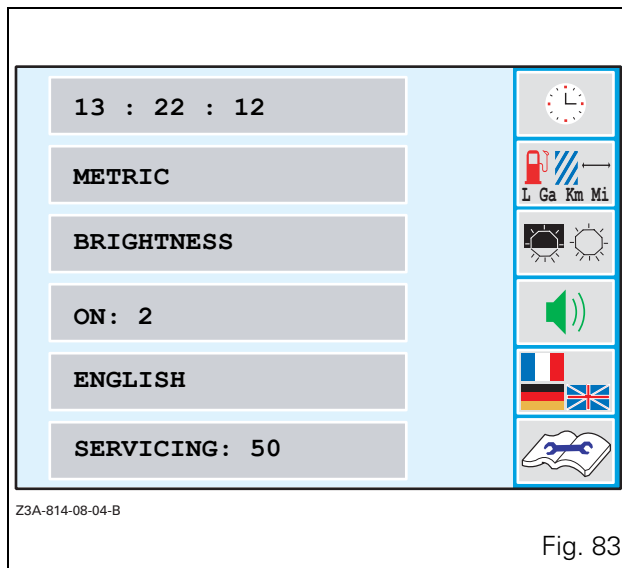 13 : 22 : 12
METRIC
L Ga Km Mi
BRIGHTNESS
ON: 2
ENGLISH
SERVICING: 50
Z3A-814-08-04-B
Fig. 83